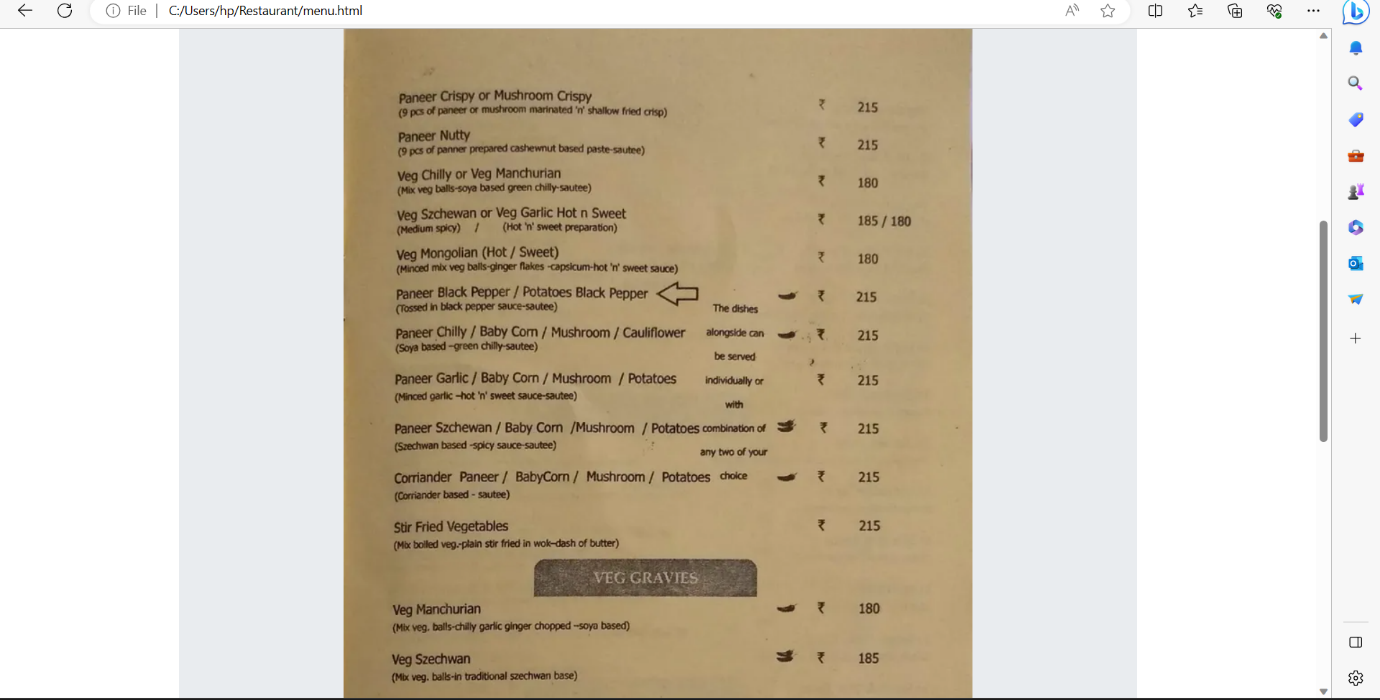 File | C:/Users/hp/Restaurant/menu.html
Paneer Crispy or Mushroom Crispy ₹ 215
(9 pcs of paneer or mushroom marinated 'n' shallow fried crisp)
Paneer Nutty ₹ 215
(9 pcs of panner prepared cashewnut based paste-sautee)
Veg Chilly or Veg Manchurian ₹ 180
(Mix veg balls-soya based green chilly-sautee)
Veg Szchewan or Veg Garlic Hot n Sweet ₹ 185 / 180
(Medium spicy) / (Hot 'n' sweet preparation)
Veg Mongolian (Hot / Sweet) ₹ 180
(Minced mix veg balls-ginger flakes -capsicum-hot 'n' sweet sauce)
Paneer Black Pepper / Potatoes Black Pepper ₹ 215
(Tossed in black pepper sauce-sautee) The dishes
Paneer Chilly / Baby Corn / Mushroom / Cauliflower alongside can ₹ 215
(Soya based –green chilly-sautee)
be served
Paneer Garlic / Baby Corn / Mushroom / Potatoes individually or ₹ 215
(Minced garlic –hot 'n' sweet sauce-sautee)
with
Paneer Szchewan / Baby Corn /Mushroom / Potatoes combination of ₹ 215
(Szechwan based -spicy sauce-sautee)
any two of your
Corriander Paneer / BabyCorn / Mushroom / Potatoes choice ₹ 215
(Corriander based - sautee)
Stir Fried Vegetables ₹ 215
(Mix boiled veg.-plain stir fried in wok–dash of butter)
VEG GRAVIES
Veg Manchurian ₹ 180
(Mix veg. balls-chilly garlic ginger chopped –soya based)
Veg Szechwan ₹ 185
(Mix veg. balls-in traditional szechwan base)